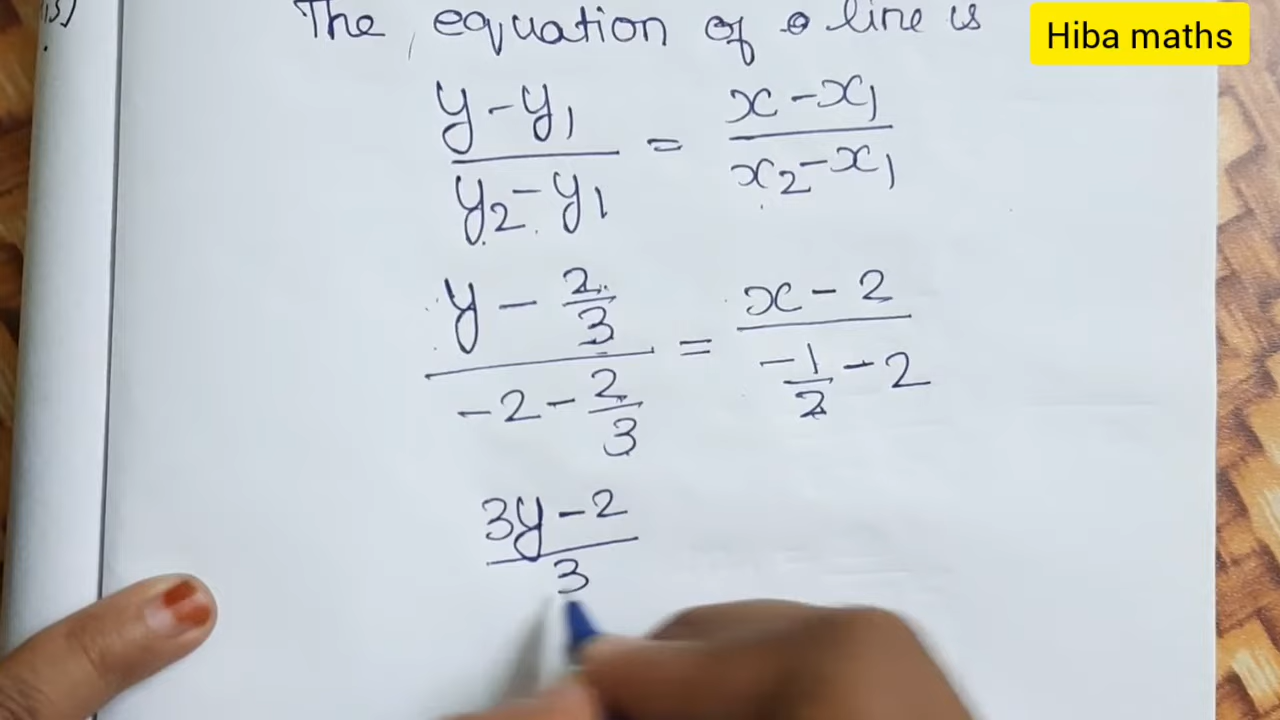 The equation of a line is
Hiba maths
y - y₁ / y₂ - y₁ = x - x₁ / x₂ - x₁
y - 2/3 / -2 - 2/3 = x - 2 / -1/2 - 2
3y - 2 / 3